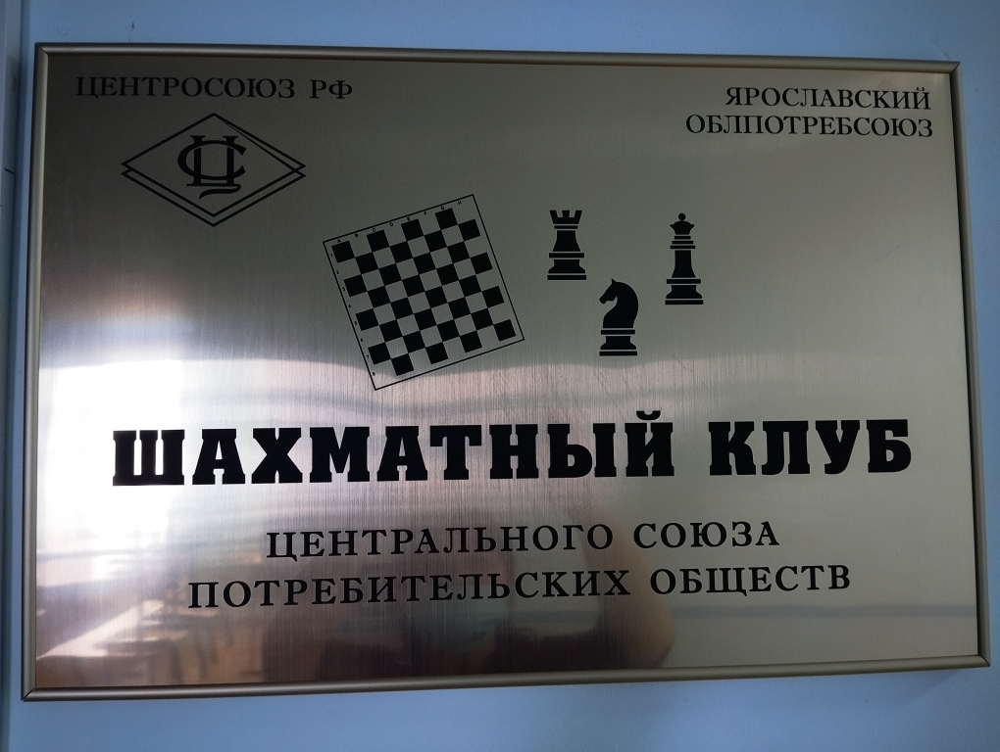 ЦЕНТРОСОЮЗ РФ
ЯРОСЛАВСКИЙ
ОБЛПОТРЕБСОЮЗ
ШАХМАТНЫЙ КЛУБ
ЦЕНТРАЛЬНОГО СОЮЗА
ПОТРЕБИТЕЛЬСКИХ ОБЩЕСТВ